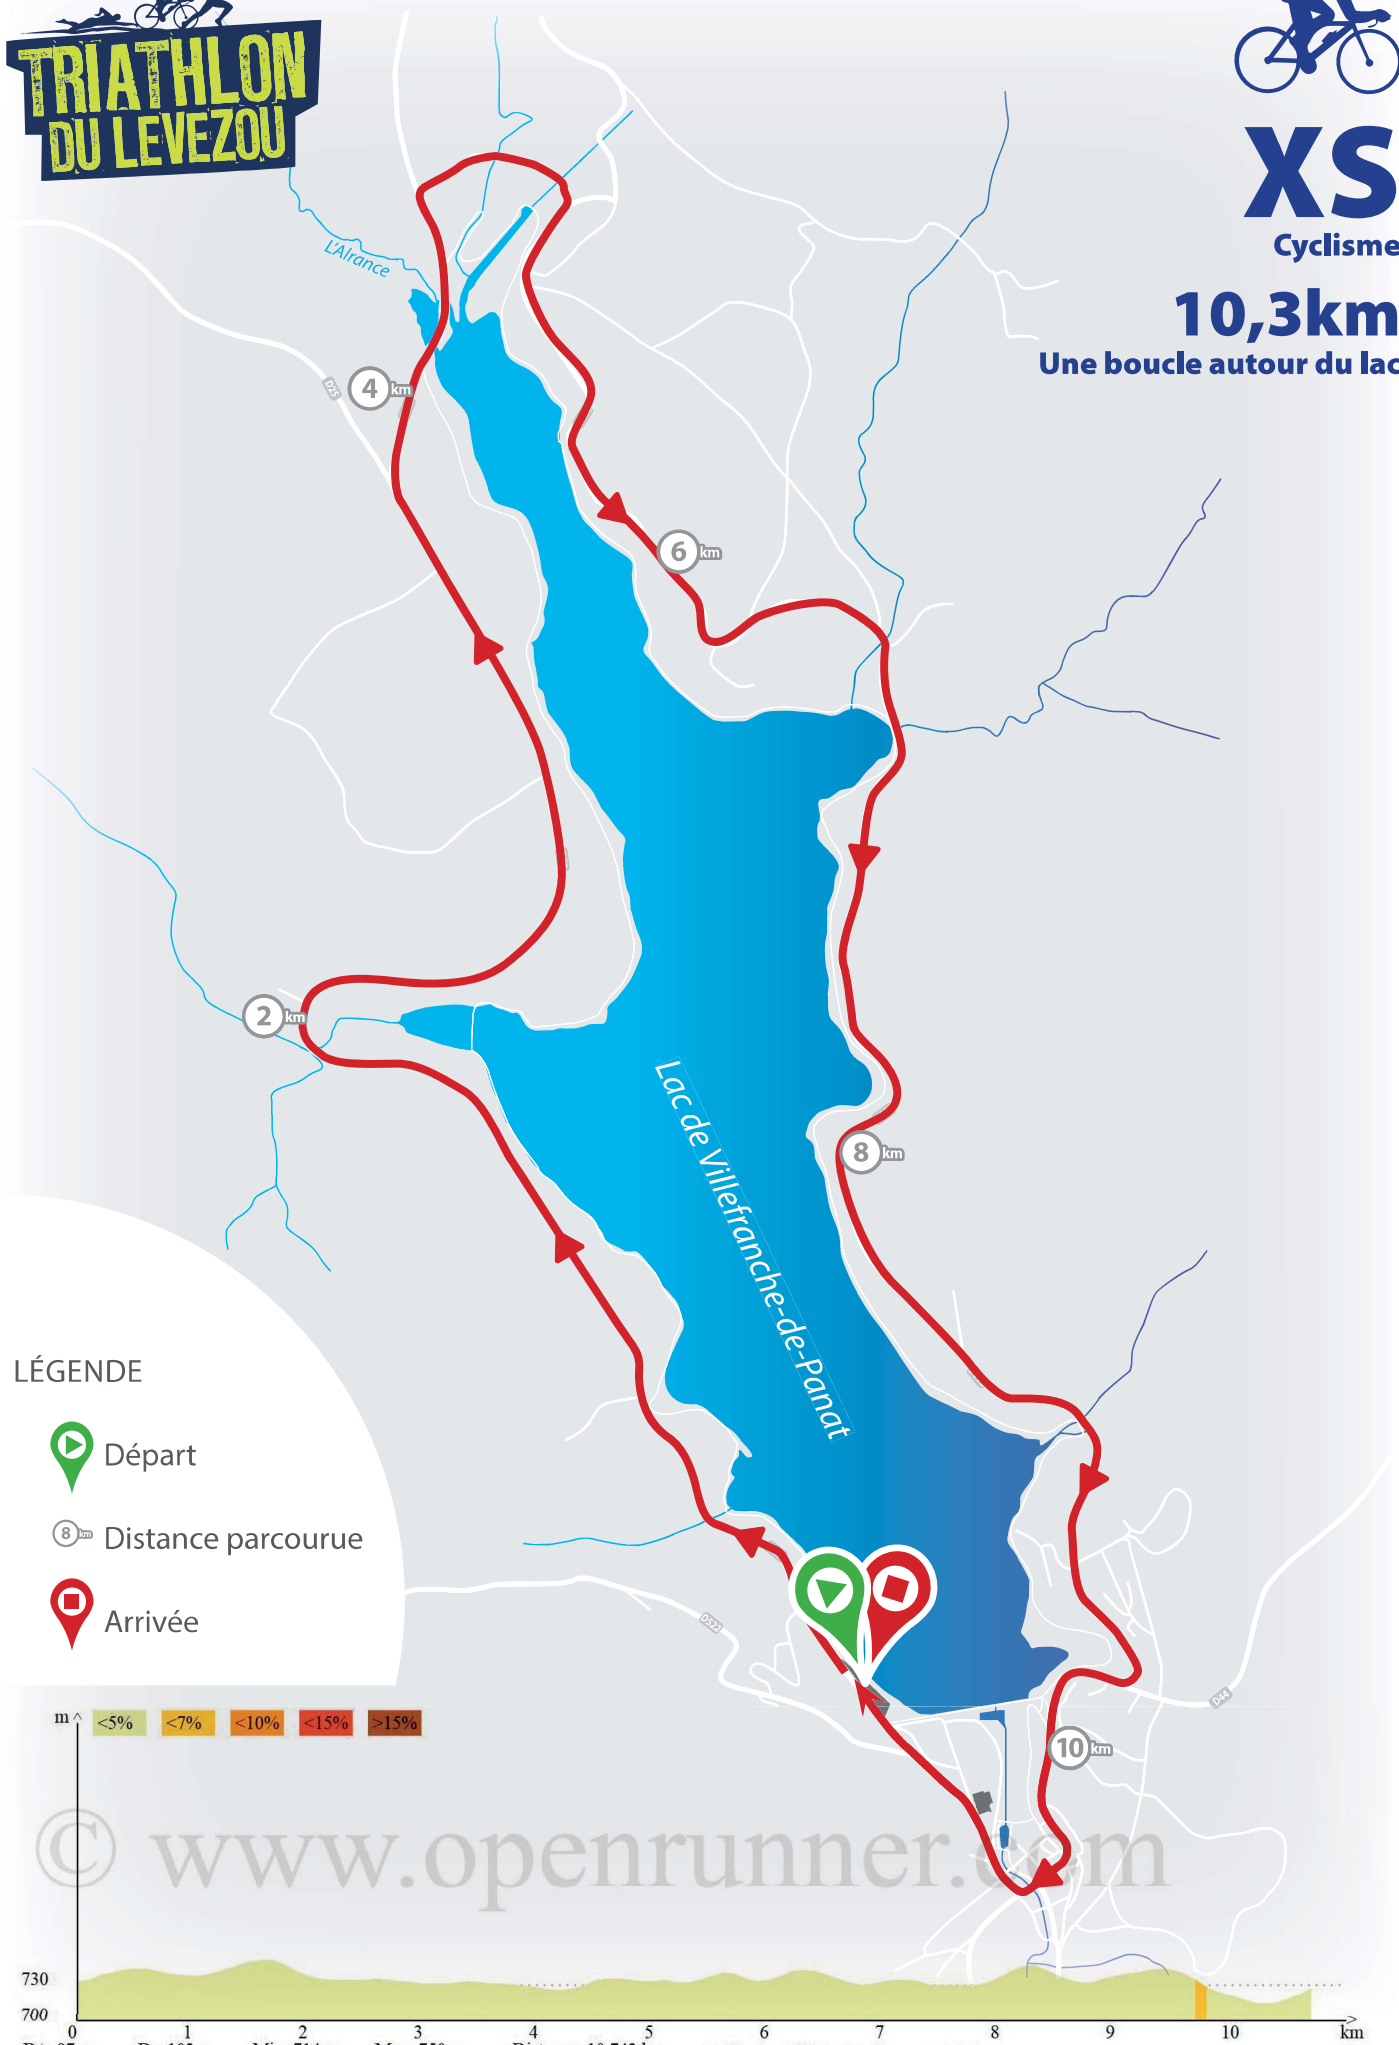 TRIATHLON
DU LEVEZOU
XS
Cyclisme
10,3km
Une boucle autour du lac
L'Alrance
D25
4 km
6 km
2 km
8 km
Lac de Villefranche-de-Panat
LÉGENDE
Départ
8 km Distance parcourue
Arrivée
D522
D44
10 km
m <5% <7% <10% <15% >15%
© www.openrunner.com
730
700
0 1 2 3 4 5 6 7 8 9 10 km